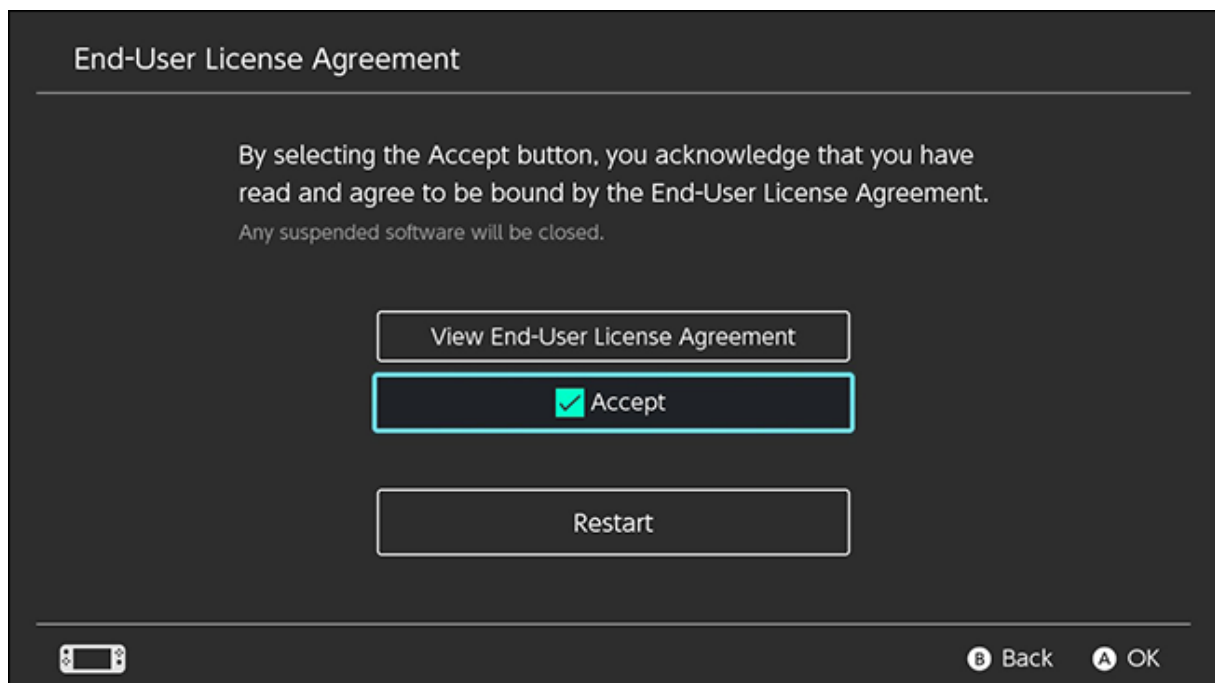 End-User License Agreement
By selecting the Accept button, you acknowledge that you have
read and agree to be bound by the End-User License Agreement.
Any suspended software will be closed.
View End-User License Agreement
Accept
Restart
B Back A OK